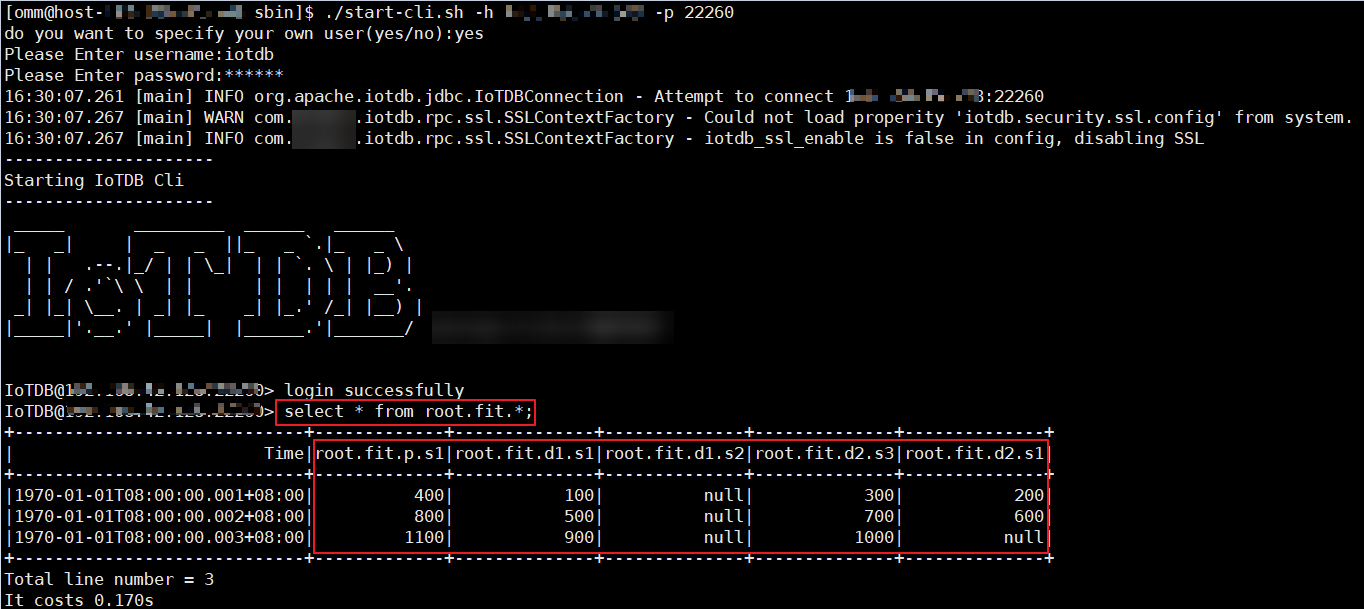 [omm@host- sbin]$ ./start-cli.sh -h -p 22260
do you want to specify your own user(yes/no):yes
Please Enter username:iotdb
Please Enter password:******
16:30:07.261 [main] INFO org.apache.iotdb.jdbc.IoTDBConnection - Attempt to connect :22260
16:30:07.267 [main] WARN com. .iotdb.rpc.ssl.SSLContextFactory - Could not load properity 'iotdb.security.ssl.config' from system.
16:30:07.267 [main] INFO com. .iotdb.rpc.ssl.SSLContextFactory - iotdb_ssl_enable is false in config, disabling SSL
---------------------
Starting IoTDB Cli
---------------------
IoTDB
IoTDB@ > login successfully
IoTDB@ > select * from root.fit.*;
+-----------------------------+-------------+--------------+--------------+--------------+--------------+
| Time|root.fit.p.s1|root.fit.d1.s1|root.fit.d1.s2|root.fit.d2.s3|root.fit.d2.s1|
+-----------------------------+-------------+--------------+--------------+--------------+--------------+
|1970-01-01T08:00:00.001+08:00| 400| 100| null| 300| 200|
|1970-01-01T08:00:00.002+08:00| 800| 500| null| 700| 600|
|1970-01-01T08:00:00.003+08:00| 1100| 900| null| 1000| null|
+-----------------------------+-------------+--------------+--------------+--------------+--------------+
Total line number = 3
It costs 0.170s